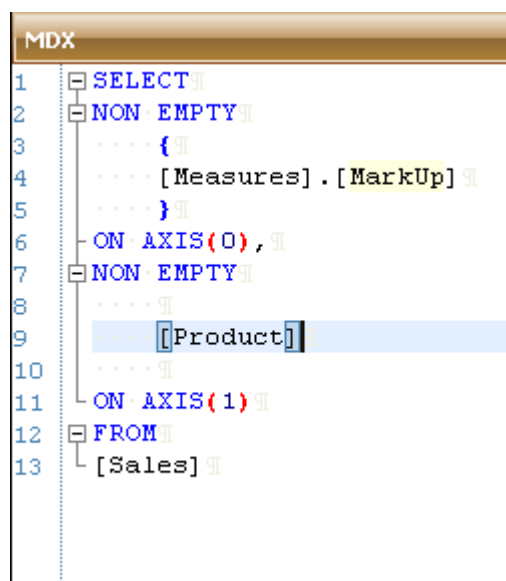 MDX
1 SELECT
2 NON EMPTY
3 {
4 [Measures].[MarkUp]
5 }
6 ON AXIS(0),
7 NON EMPTY
8
9 [Product]
10
11 ON AXIS(1)
12 FROM
13 [Sales]